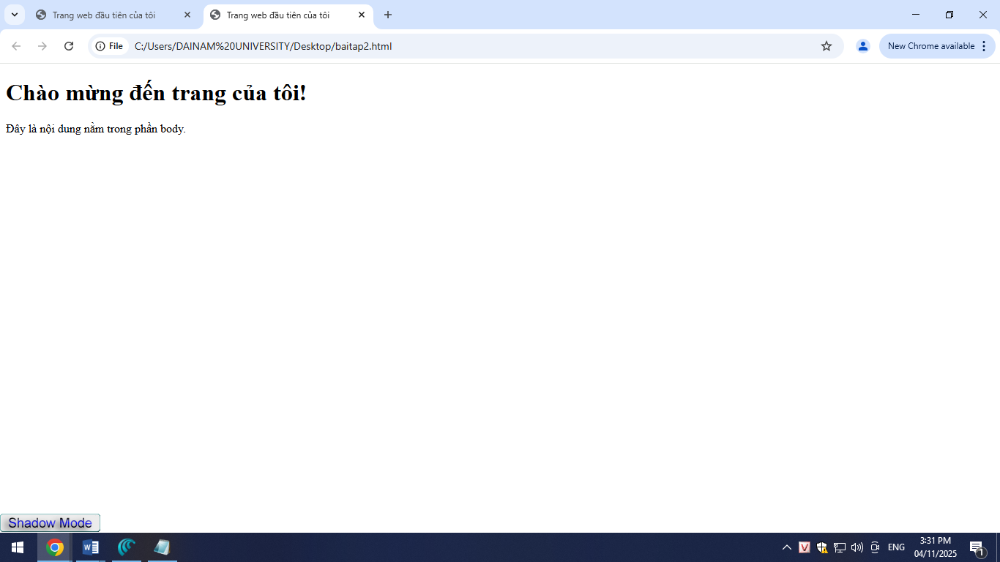 Trang web đầu tiên của tôi
Trang web đầu tiên của tôi
File C:/Users/DAINAM%20UNIVERSITY/Desktop/baitap2.html
New Chrome available
Chào mừng đến trang của tôi!
Đây là nội dung nằm trong phần body.
Shadow Mode
W
V
ENG
3:31 PM
04/11/2025
1